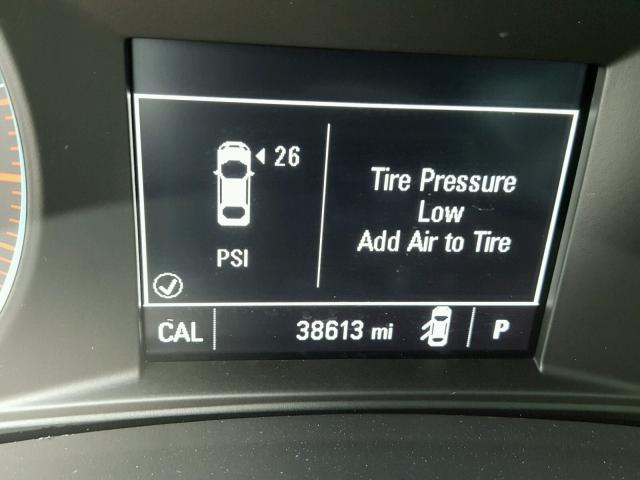 26
PSI
Tire Pressure
Low
Add Air to Tire
CAL 38613 mi P